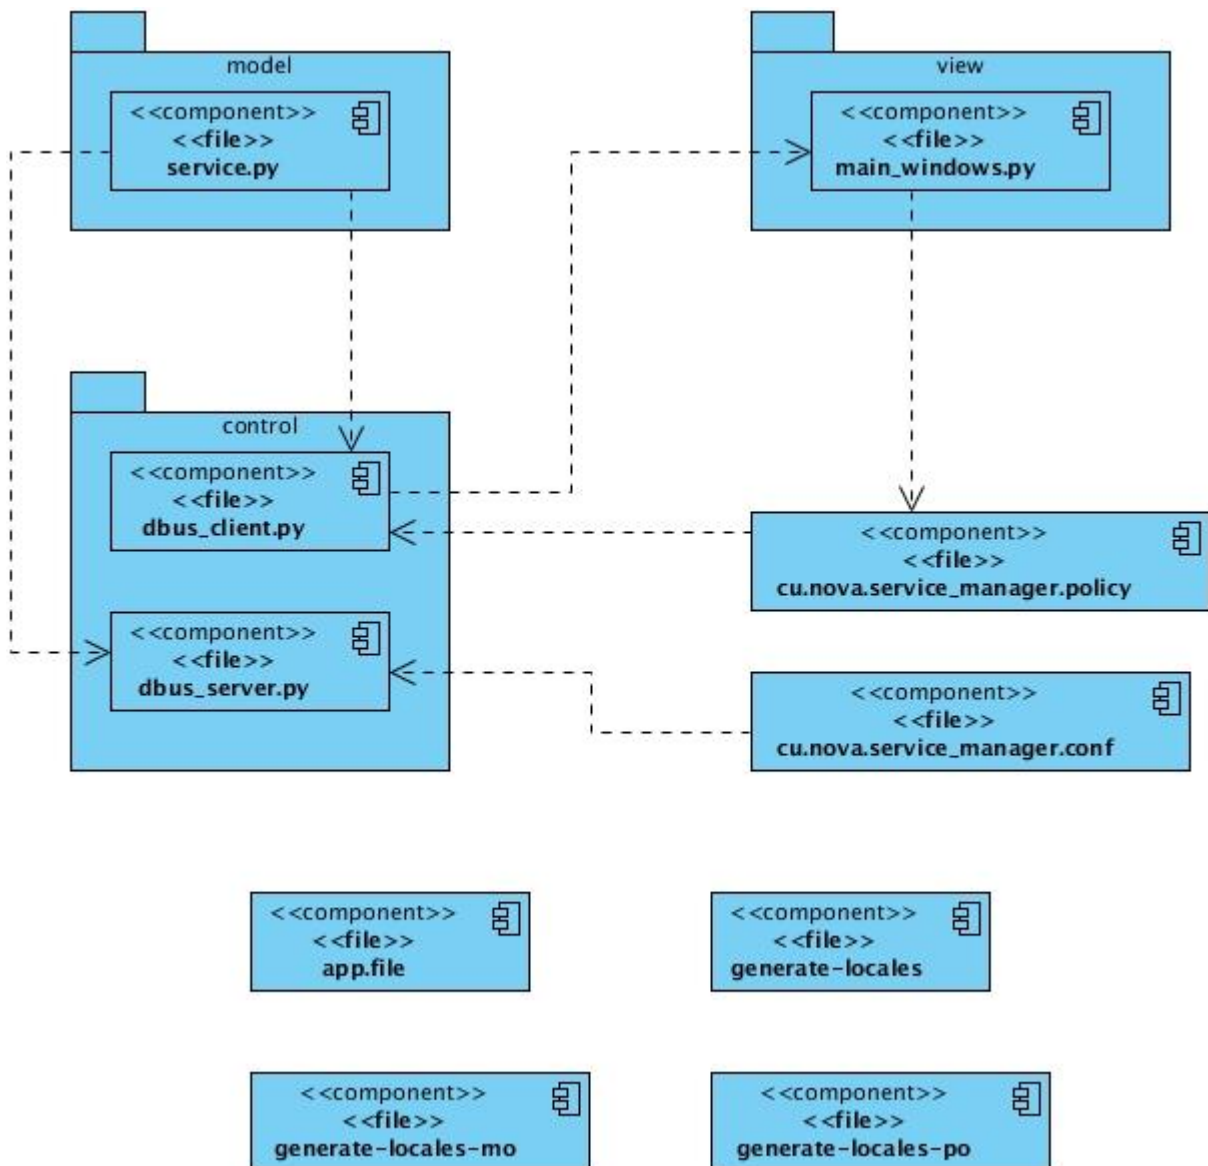 model
<<component>>
<<file>>
service.py
view
<<component>>
<<file>>
main_windows.py
control
<<component>>
<<file>>
dbus_client.py
<<component>>
<<file>>
cu.nova.service_manager.policy
<<component>>
<<file>>
dbus_server.py
<<component>>
<<file>>
cu.nova.service_manager.conf
<<component>>
<<file>>
app.file
<<component>>
<<file>>
generate-locales
<<component>>
<<file>>
generate-locales-mo
<<component>>
<<file>>
generate-locales-po